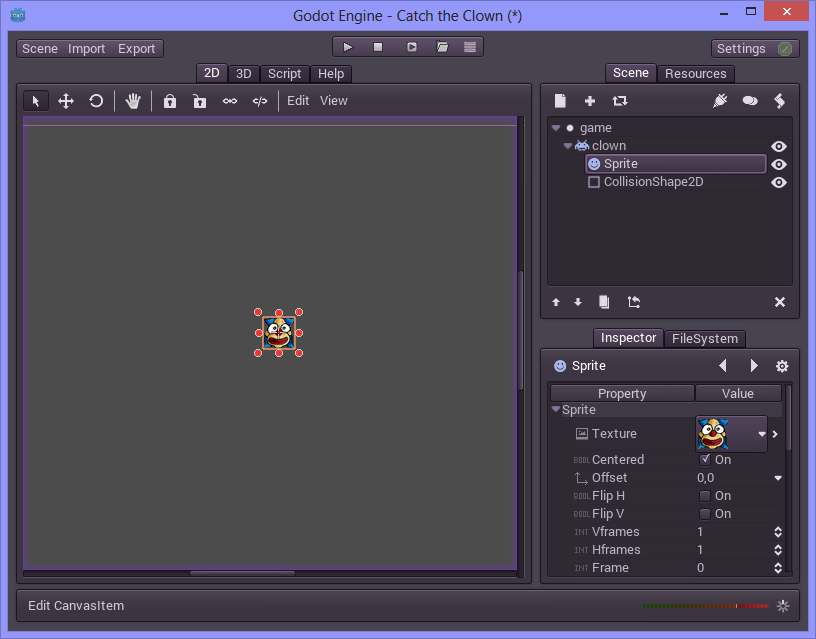 Godot Engine - Catch the Clown (*)
Scene Import Export
Settings
2D 3D Script Help
Scene Resources
Edit View
game
clown
Sprite
CollisionShape2D
Inspector FileSystem
Sprite
Property Value
Sprite
Texture
BOOL Centered On
Offset 0,0
BOOL Flip H On
BOOL Flip V On
INT Vframes 1
INT Hframes 1
INT Frame 0
Edit CanvasItem